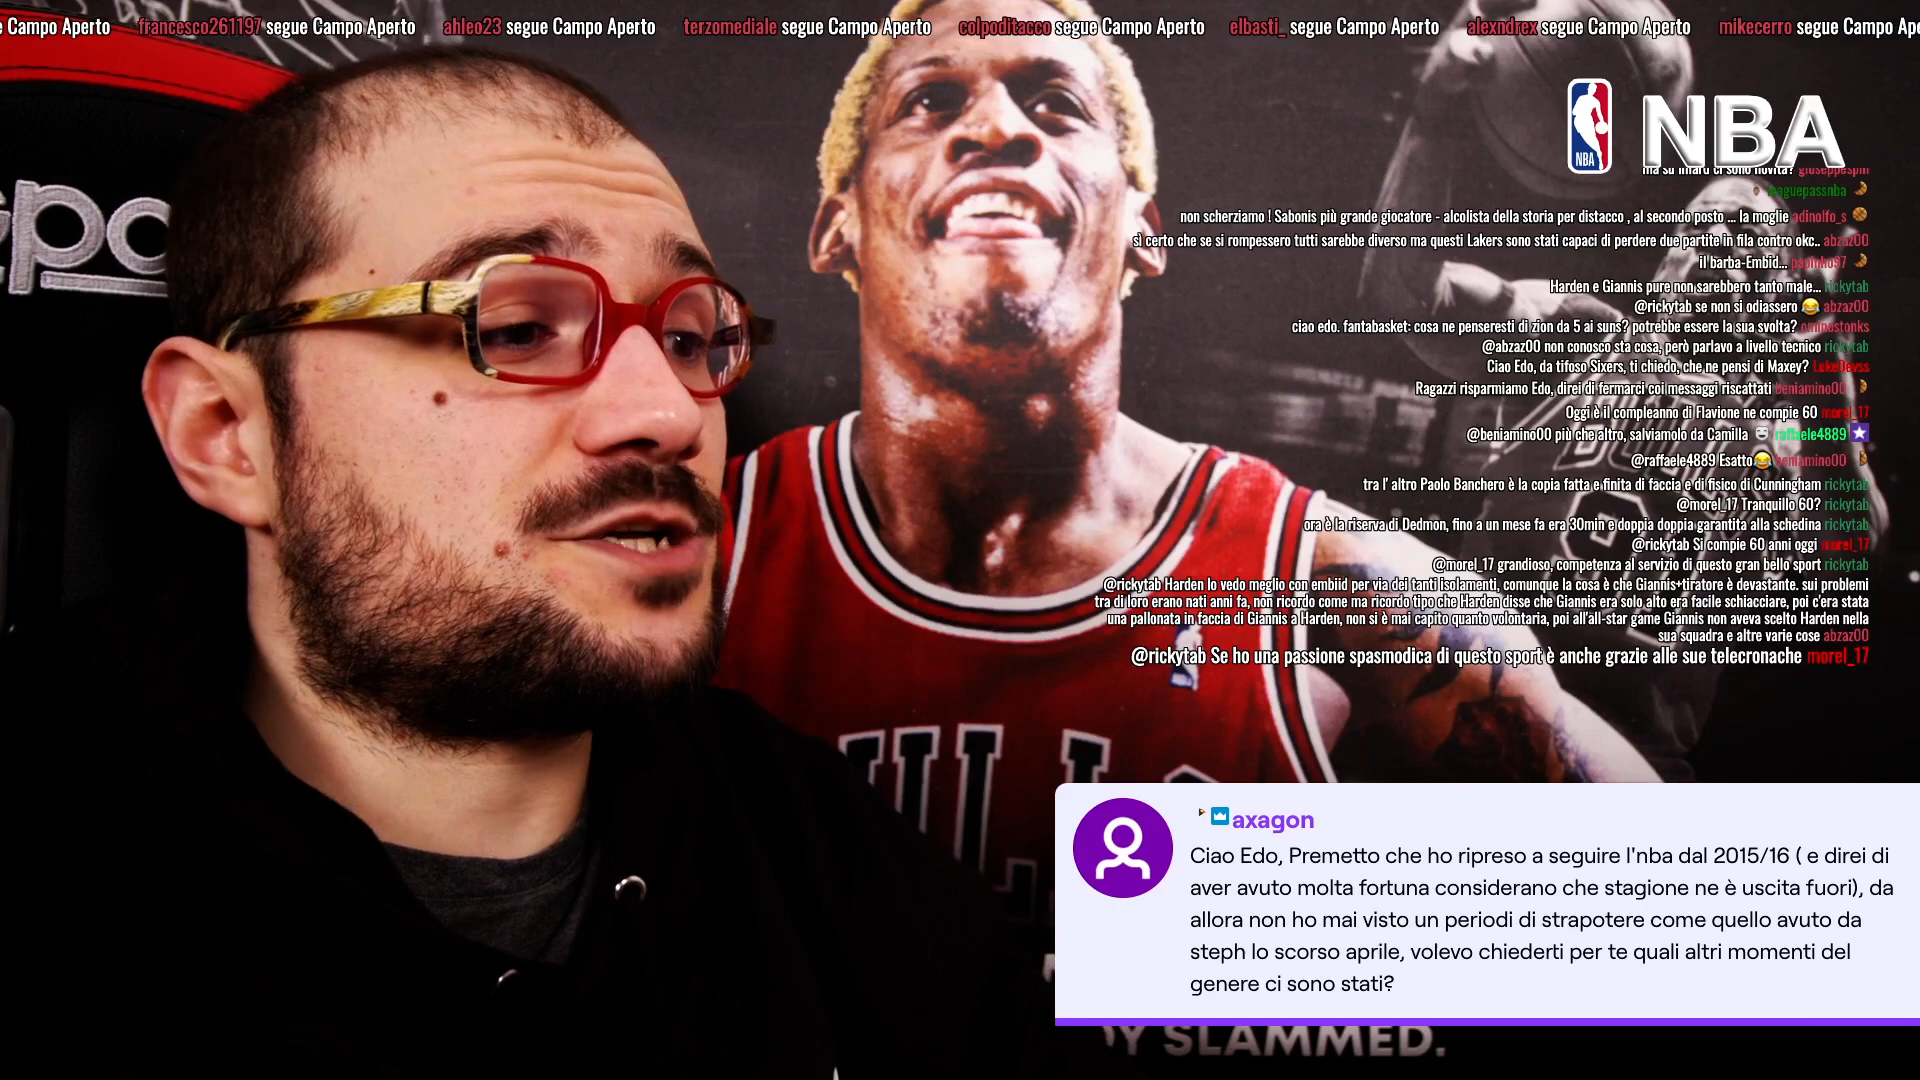 e Campo Aperto francesco261197 segue Campo Aperto ahleo23 segue Campo Aperto terzomediale segue Campo Aperto colpoditacco segue Campo Aperto elbasti_ segue Campo Aperto alexndrex segue Campo Aperto mikecerro segue Campo Ape
NBA
NBA
ma su Imard ci sono novità? giuseppespin
leaguepassnba
non scherziamo ! Sabonis più grande giocatore - alcolista della storia per distacco , al secondo posto ... la moglie adinolfo_s
sì certo che se si rompessero tutti sarebbe diverso ma questi Lakers sono stati capaci di perdere due partite in fila contro okc.. abzaz00
il barba-Embid...
Harden e Giannis pure non sarebbero tanto male... rickytab
@rickytab se non si odiassero 😂 abzaz00
ciao edo. fantabasket: cosa ne penseresti di zion da 5 ai suns? potrebbe essere la sua svolta?
@abzaz00 non conosco sta cosa, però parlavo a livello tecnico rickytab
Ciao Edo, da tifoso Sixers, ti chiedo, che ne pensi di Maxey? LukeDevss
Ragazzi risparmiamo Edo, direi di fermarci coi messaggi riscattati beniamino00
Oggi è il compleanno di Flavione ne compie 60 morel_17
@beniamino00 più che altro, salviamolo da Camilla raffaele4889
@raffaele4889 Esatto😂 beniamino00
tra l' altro Paolo Banchero è la copia fatta e finita di faccia e di fisico di Cunningham rickytab
@morel_17 Tranquillo 60? rickytab
ora è la riserva di Dedmon, fino a un mese fa era 30min e doppia doppia garantita alla schedina rickytab
@rickytab Si compie 60 anni oggi morel_17
@morel_17 grandioso, competenza al servizio di questo gran bello sport rickytab
@rickytab Harden lo vedo meglio con embiid per via dei tanti isolamenti, comunque la cosa è che Giannis+tiratore è devastante. sui problemi
tra di loro erano nati anni fa, non ricordo come ma ricordo tipo che Harden disse che Giannis era solo alto era facile schiacciare, poi c'era stata
una pallonata in faccia di Giannis a Harden, non si è mai capito quanto volontaria, poi all'all-star game Giannis non aveva scelto Harden nella
sua squadra e altre varie cose abzaz00
@rickytab Se ho una passione spasmodica di questo sport è anche grazie alle sue telecronache morel_17
axagon
Ciao Edo, Premetto che ho ripreso a seguire l'nba dal 2015/16 ( e direi di
aver avuto molta fortuna considerano che stagione ne è uscita fuori), da
allora non ho mai visto un periodi di strapotere come quello avuto da
steph lo scorso aprile, volevo chiederti per te quali altri momenti del
genere ci sono stati?
SLAMMED.